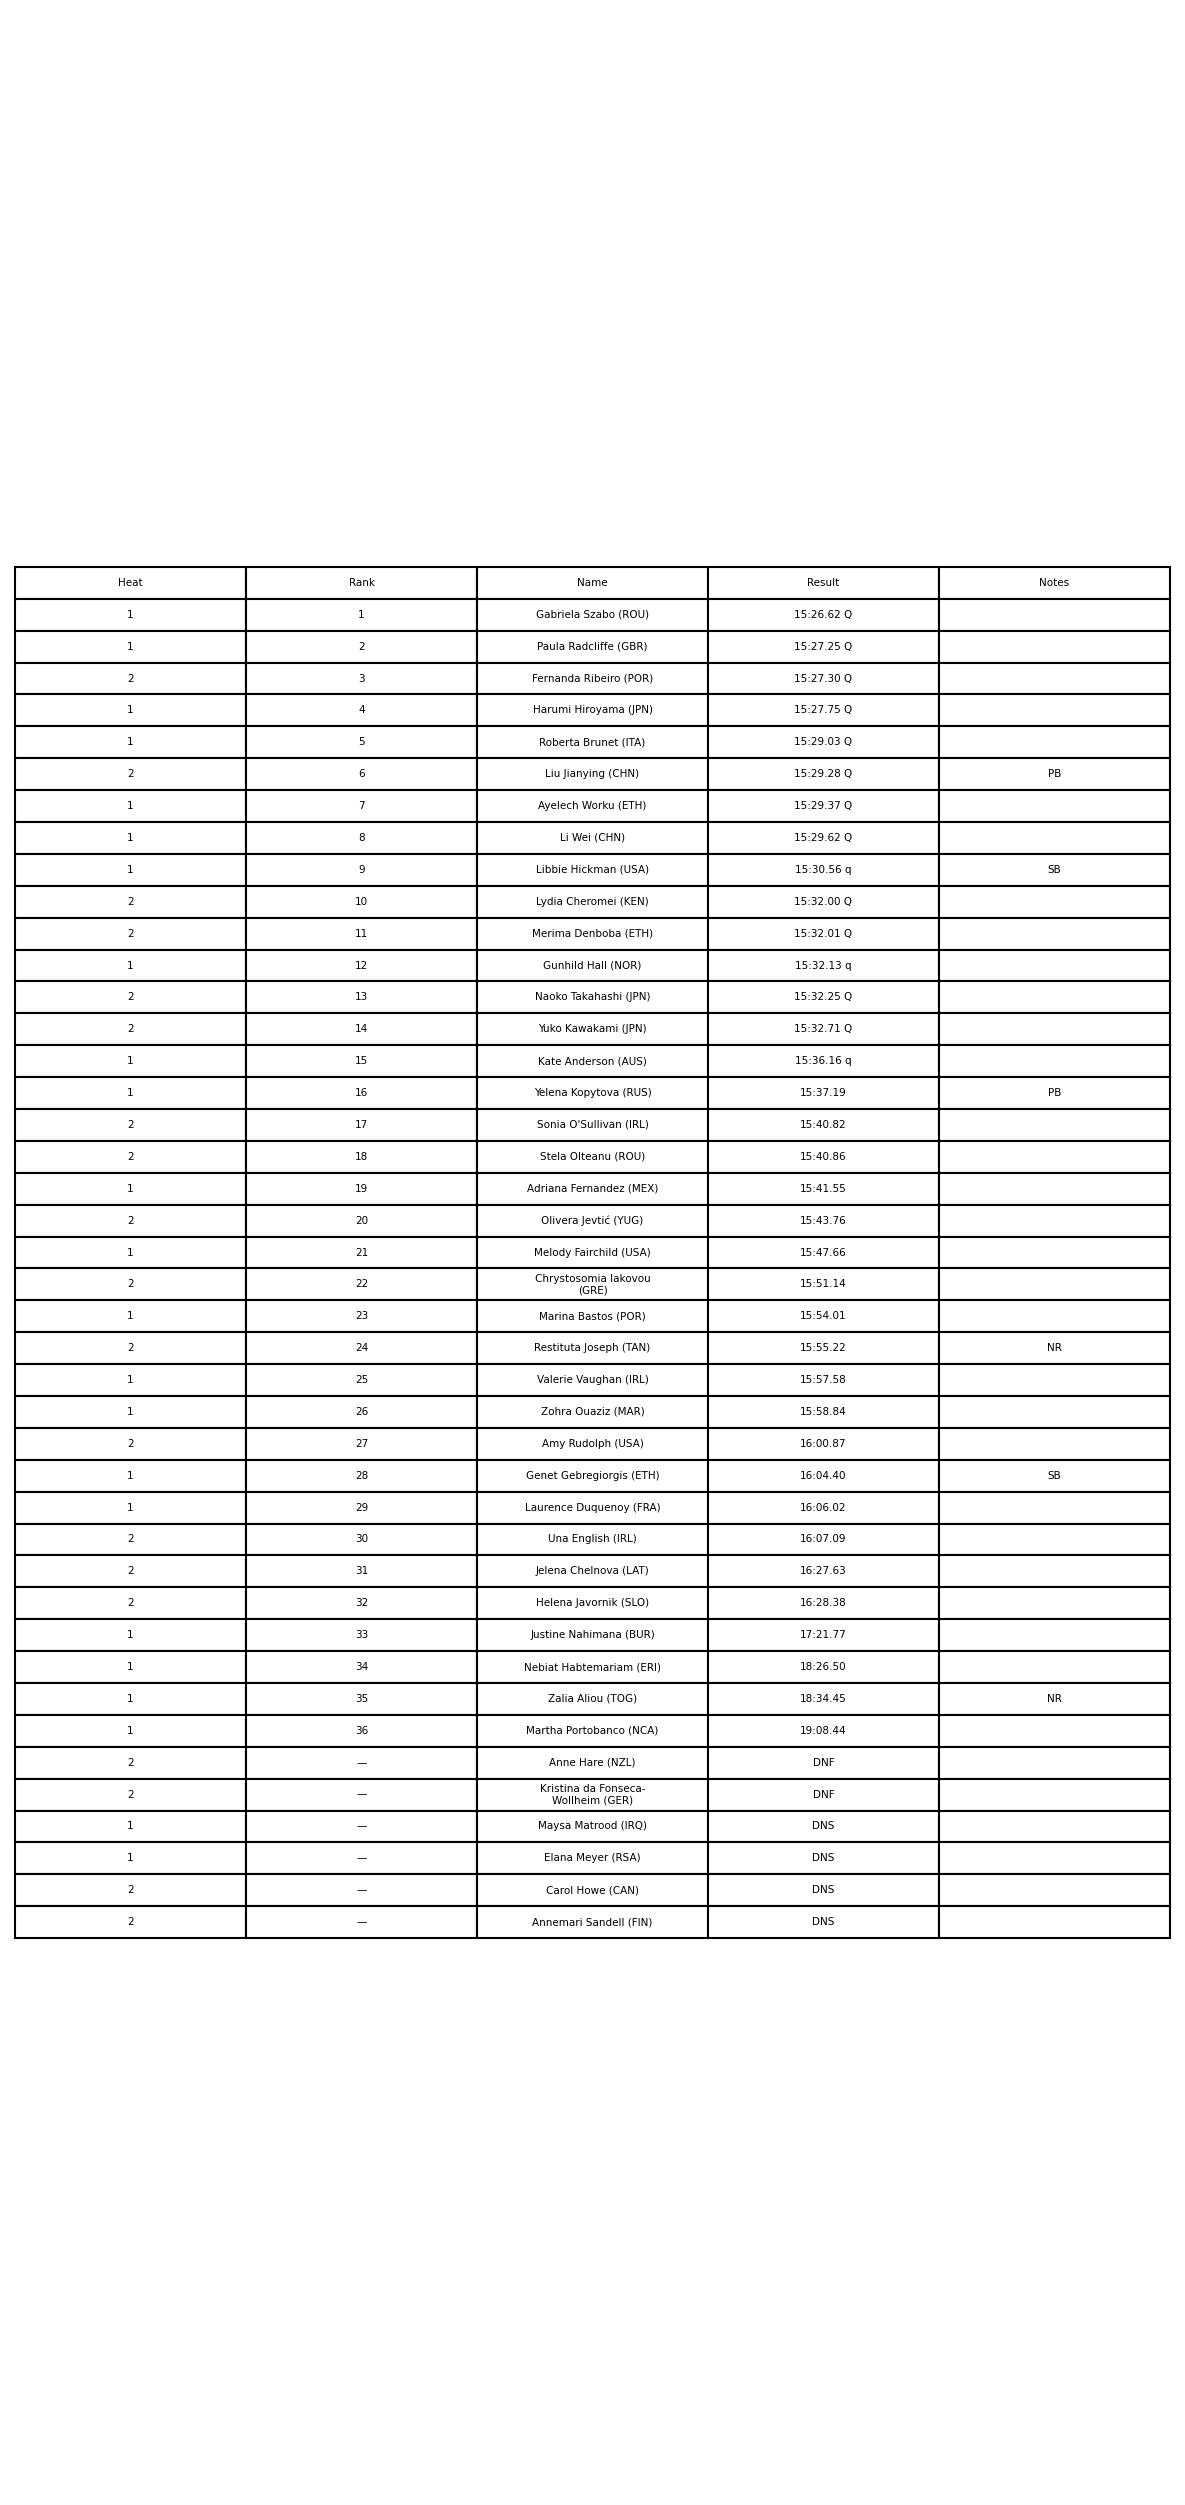 Heat Rank Name Result Notes
1 1 Gabriela Szabo (ROU) 15:26.62 Q
1 2 Paula Radcliffe (GBR) 15:27.25 Q
2 3 Fernanda Ribeiro (POR) 15:27.30 Q
1 4 Harumi Hiroyama (JPN) 15:27.75 Q
1 5 Roberta Brunet (ITA) 15:29.03 Q
2 6 Liu Jianying (CHN) 15:29.28 Q PB
1 7 Ayelech Worku (ETH) 15:29.37 Q
1 8 Li Wei (CHN) 15:29.62 Q
1 9 Libbie Hickman (USA) 15:30.56 q SB
2 10 Lydia Cheromei (KEN) 15:32.00 Q
2 11 Merima Denboba (ETH) 15:32.01 Q
1 12 Gunhild Hall (NOR) 15:32.13 q
2 13 Naoko Takahashi (JPN) 15:32.25 Q
2 14 Yuko Kawakami (JPN) 15:32.71 Q
1 15 Kate Anderson (AUS) 15:36.16 q
1 16 Yelena Kopytova (RUS) 15:37.19 PB
2 17 Sonia O'Sullivan (IRL) 15:40.82
2 18 Stela Olteanu (ROU) 15:40.86
1 19 Adriana Fernandez (MEX) 15:41.55
2 20 Olivera Jevtić (YUG) 15:43.76
1 21 Melody Fairchild (USA) 15:47.66
2 22 Chrystosomia Iakovou
(GRE) 15:51.14
1 23 Marina Bastos (POR) 15:54.01
2 24 Restituta Joseph (TAN) 15:55.22 NR
1 25 Valerie Vaughan (IRL) 15:57.58
1 26 Zohra Ouaziz (MAR) 15:58.84
2 27 Amy Rudolph (USA) 16:00.87
1 28 Genet Gebregiorgis (ETH) 16:04.40 SB
1 29 Laurence Duquenoy (FRA) 16:06.02
2 30 Una English (IRL) 16:07.09
2 31 Jelena Chelnova (LAT) 16:27.63
2 32 Helena Javornik (SLO) 16:28.38
1 33 Justine Nahimana (BUR) 17:21.77
1 34 Nebiat Habtemariam (ERI) 18:26.50
1 35 Zalia Aliou (TOG) 18:34.45 NR
1 36 Martha Portobanco (NCA) 19:08.44
2 — Anne Hare (NZL) DNF
2 — Kristina da Fonseca-
Wollheim (GER) DNF
1 — Maysa Matrood (IRQ) DNS
1 — Elana Meyer (RSA) DNS
2 — Carol Howe (CAN) DNS
2 — Annemari Sandell (FIN) DNS